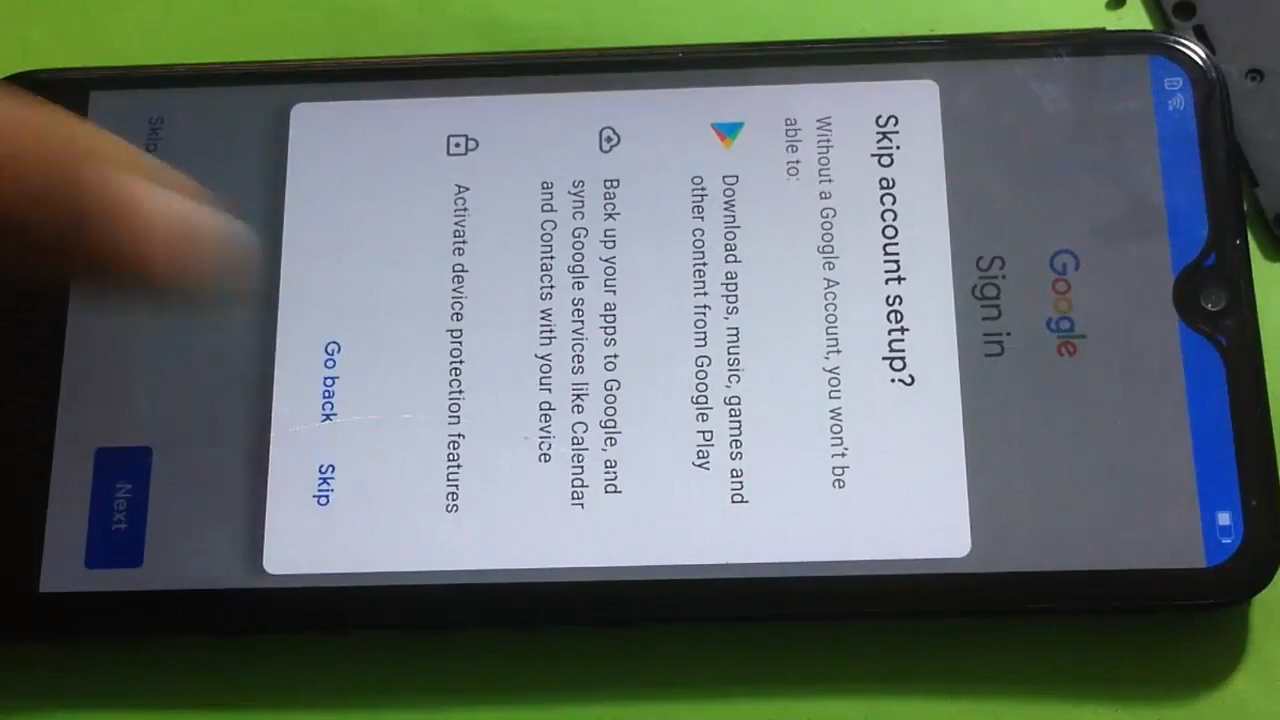 Google
Sign in
Skip account setup?
Without a Google Account, you won't be
able to:
Download apps, music, games and
other content from Google Play
Back up your apps to Google, and
sync Google services like Calendar
and Contacts with your device
Activate device protection features
Go back Skip
Skip Next